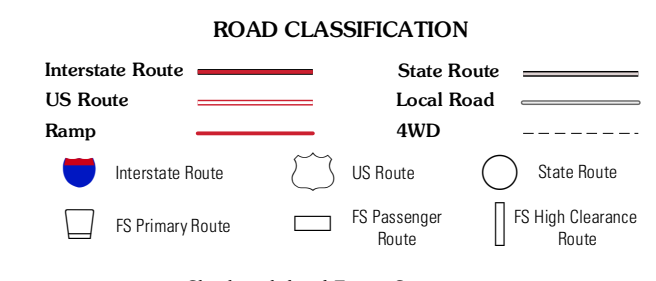 ROAD CLASSIFICATION
Interstate Route
State Route
US Route
Local Road
Ramp
4WD
Interstate Route
US Route
State Route
FS Primary Route
FS Passenger
Route
FS High Clearance
Route